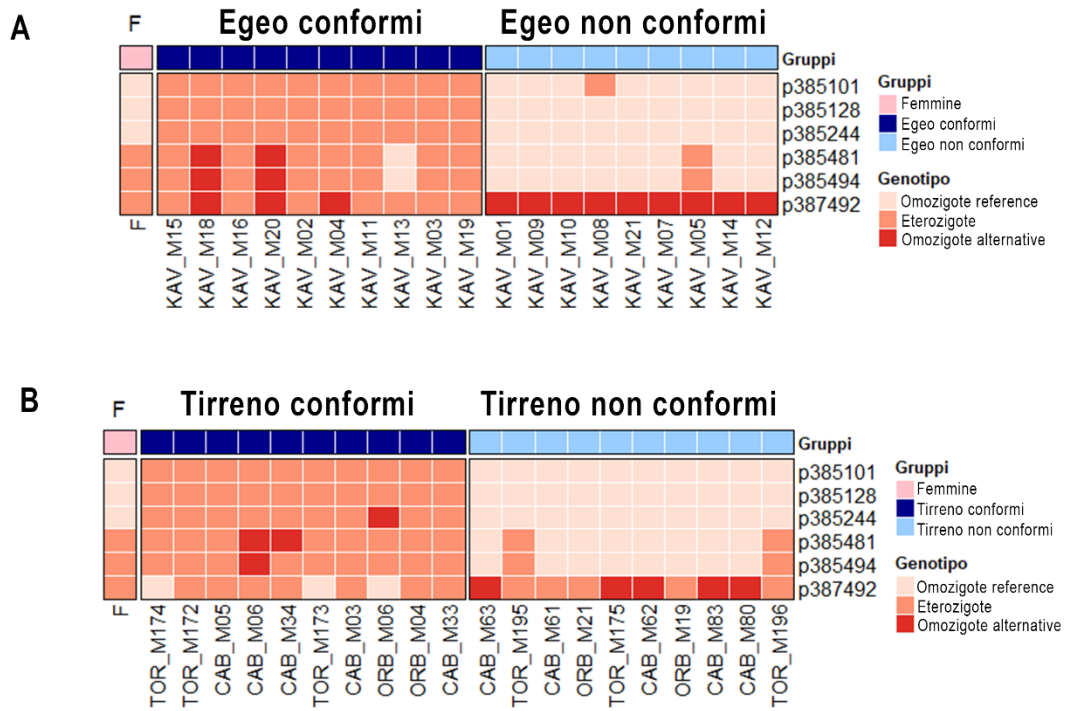 A
F
Egeo conformi
Egeo non conformi
Gruppi
p385101
p385128
p385244
p385481
p385494
p387492
Gruppi
Femmine
Egeo conformi
Egeo non conformi
Genotipo
Omozigote reference
Eterozigote
Omozigote alternative
F
KAV_M15
KAV_M18
KAV_M16
KAV_M20
KAV_M02
KAV_M04
KAV_M11
KAV_M13
KAV_M03
KAV_M19
KAV_M01
KAV_M09
KAV_M10
KAV_M08
KAV_M21
KAV_M07
KAV_M05
KAV_M14
KAV_M12
B
F
Tirreno conformi
Tirreno non conformi
Gruppi
p385101
p385128
p385244
p385481
p385494
p387492
Gruppi
Femmine
Tirreno conformi
Tirreno non conformi
Genotipo
Omozigote reference
Eterozigote
Omozigote alternative
F
TOR_M174
TOR_M172
CAB_M05
CAB_M06
CAB_M34
TOR_M173
CAB_M03
ORB_M06
ORB_M04
CAB_M33
CAB_M63
TOR_M195
CAB_M61
ORB_M21
TOR_M175
CAB_M62
ORB_M19
CAB_M83
CAB_M80
TOR_M196